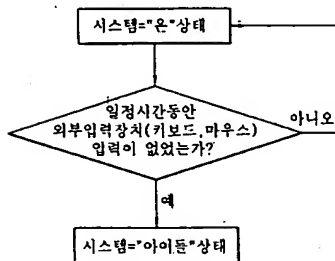 시스템="온"상태
일정시간동안
외부입력장치(키보드,마우스)
입력이 없었는가?
아니오
예
시스템="아이들"상태